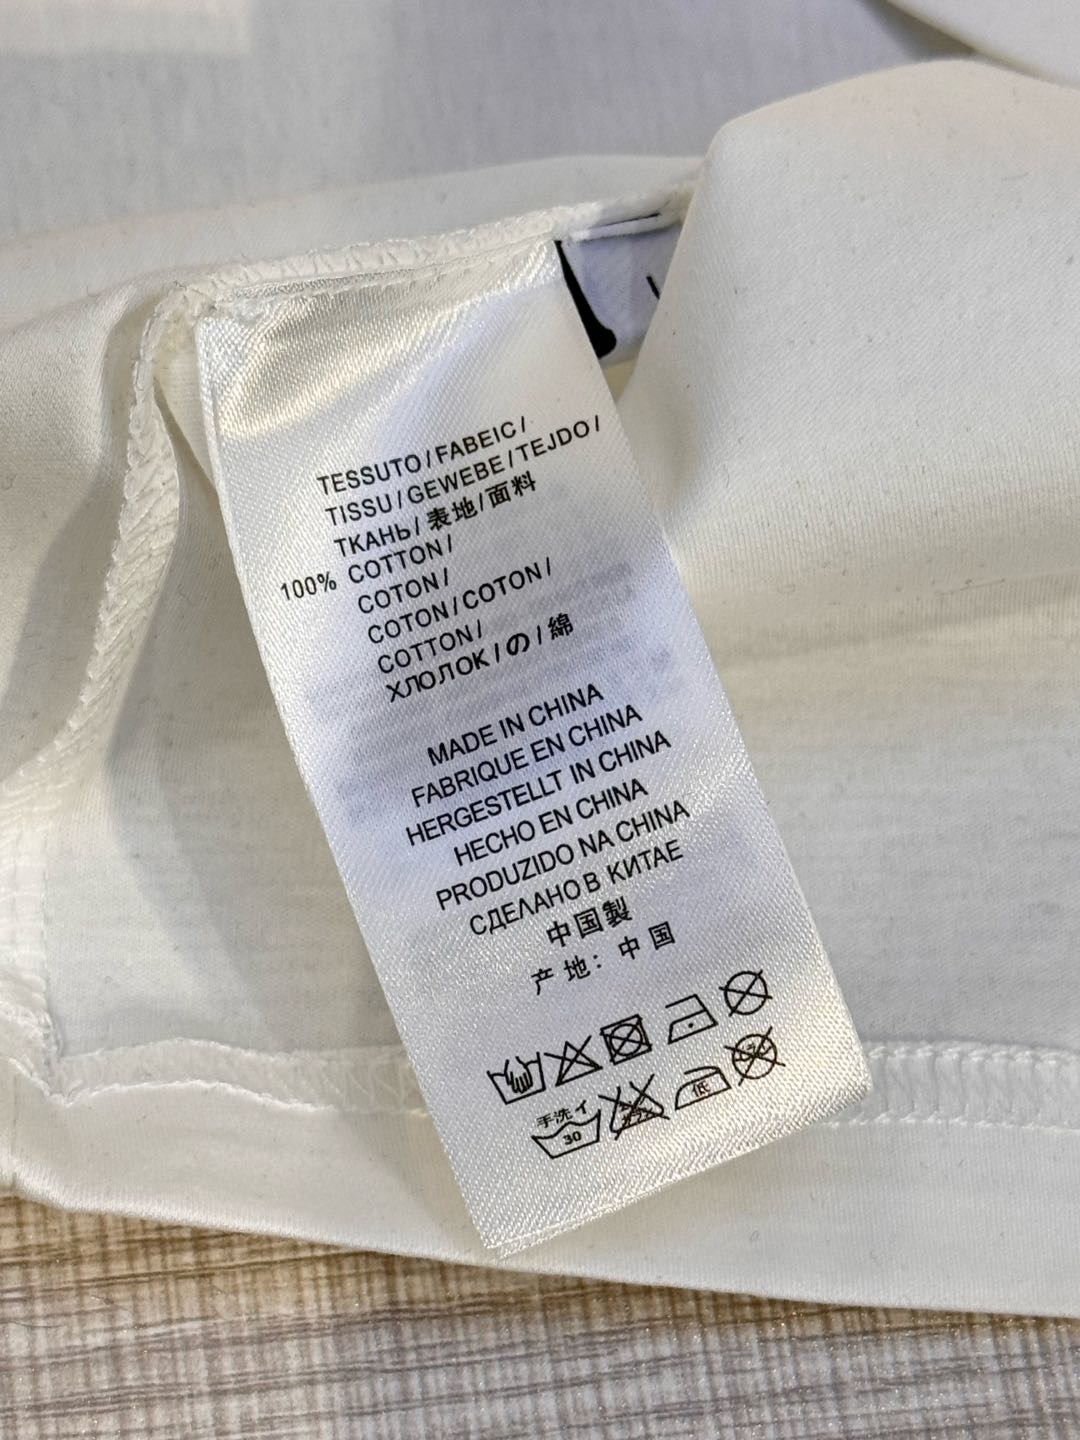 TESSUTO/FABEIC/
TISSU/GEWEBE/TEJDO/
ТКАНЬ/表地/面料
100% COTTON/
COTON/
COTON/COTON/
COTTON/
ХЛОЛОК/の/綿
MADE IN CHINA
FABRIQUE EN CHINA
HERGESTELLT IN CHINA
HECHO EN CHINA
PRODUZIDO NA CHINA
СДЕЛАНО В КИТАЕ
中国製
产地：中国
手洗イ
30
低